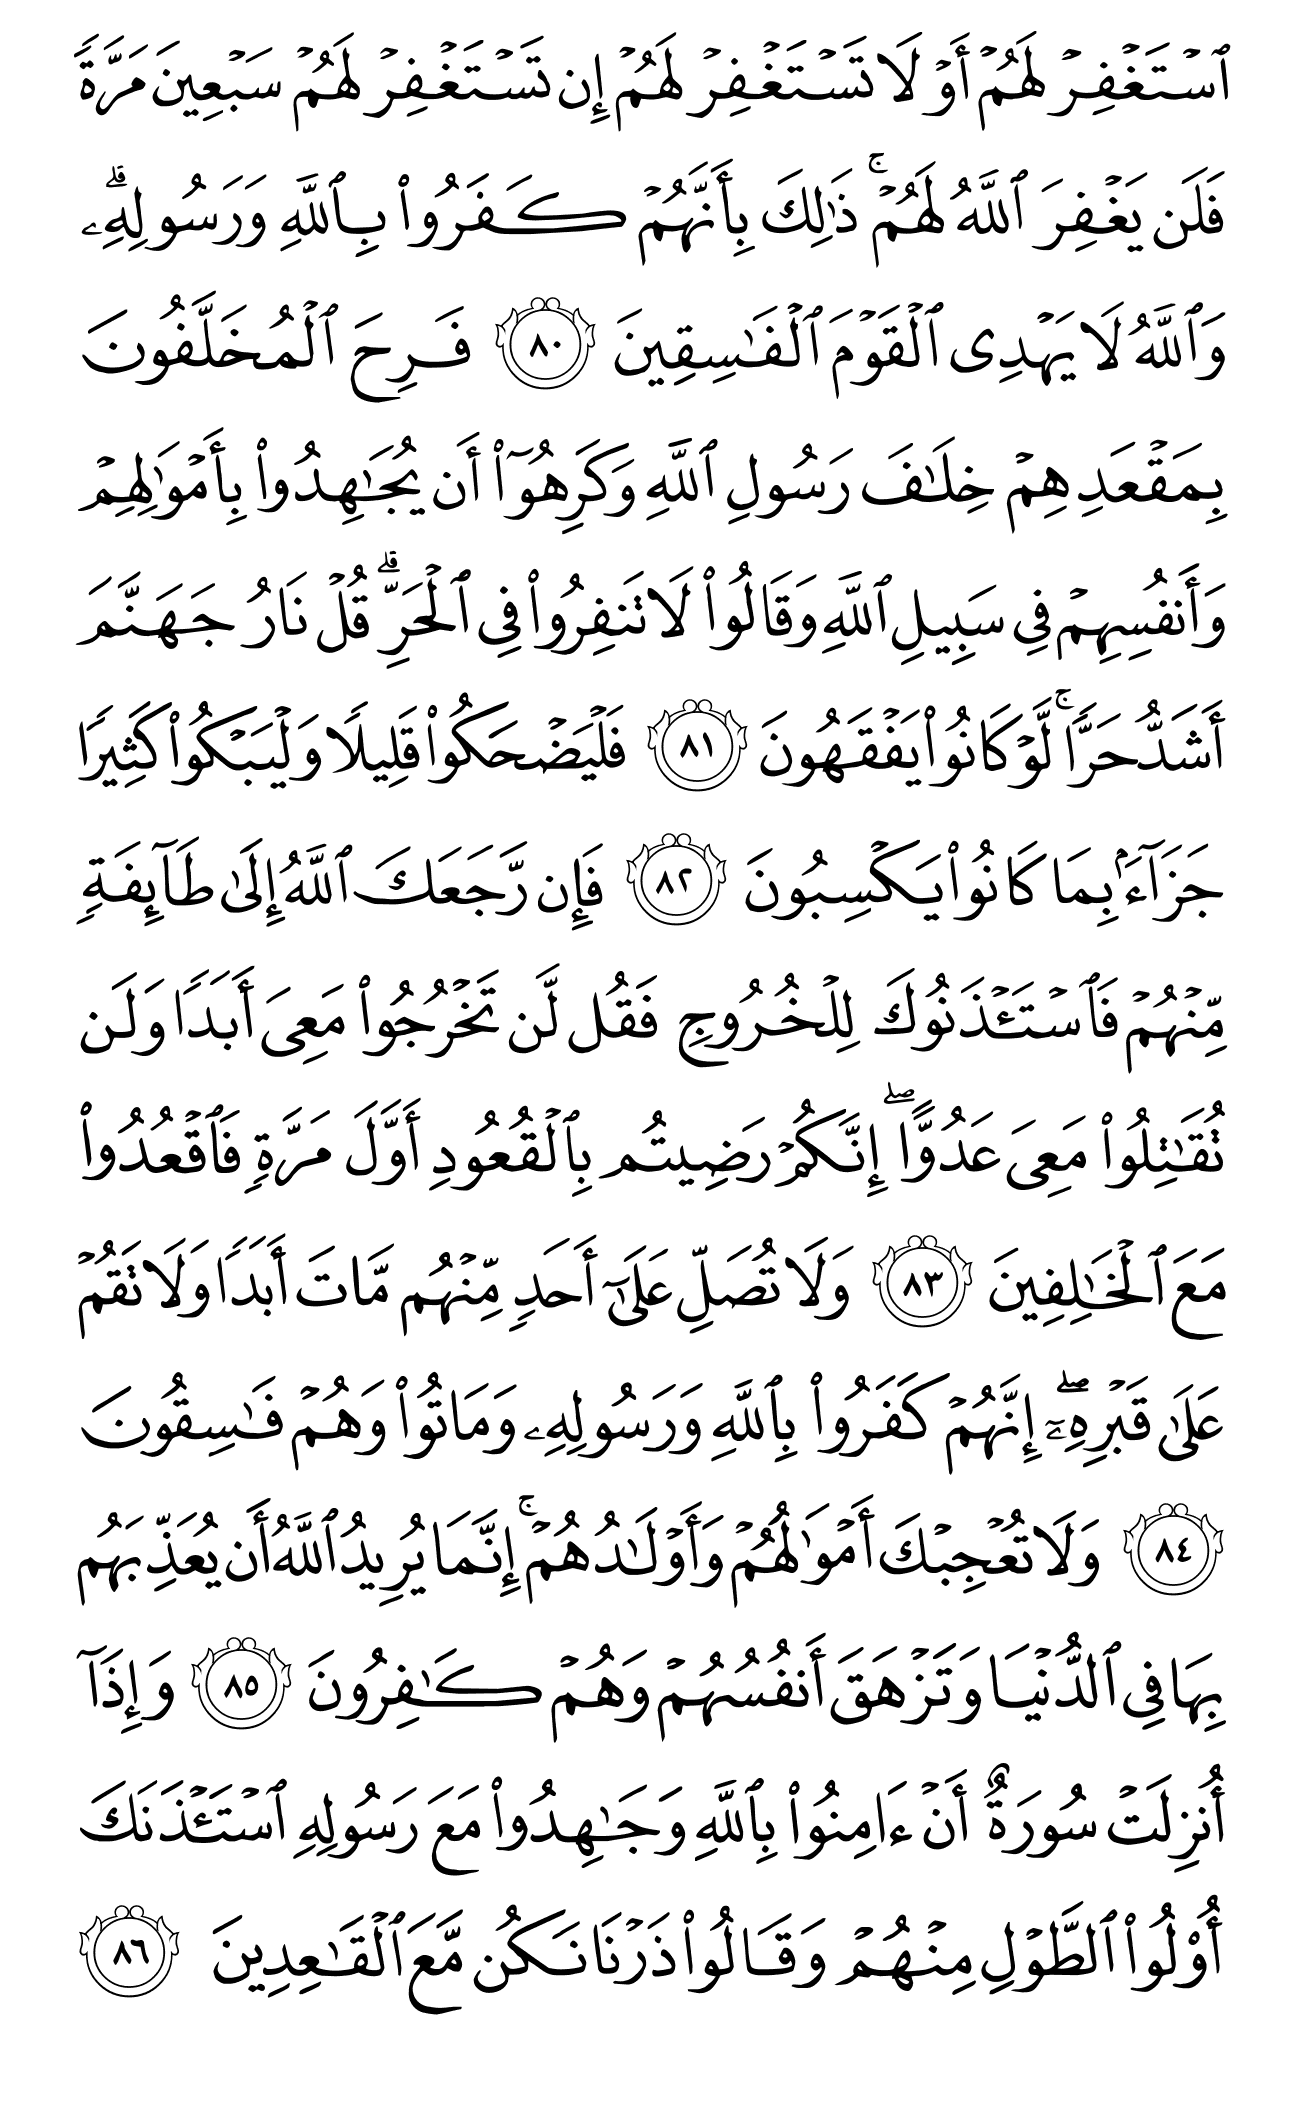 ٱسۡتَغۡفِرۡ لَهُمۡ أَوۡ لَا تَسۡتَغۡفِرۡ لَهُمۡ إِن تَسۡتَغۡفِرۡ لَهُمۡ سَبۡعِينَ مَرَّةٗ
فَلَن يَغۡفِرَ ٱللَّهُ لَهُمۡۚ ذَٰلِكَ بِأَنَّهُمۡ كَفَرُواْ بِٱللَّهِ وَرَسُولِهِۦۗ
وَٱللَّهُ لَا يَهۡدِي ٱلۡقَوۡمَ ٱلۡفَٰسِقِينَ ٨٠ فَرِحَ ٱلۡمُخَلَّفُونَ
بِمَقۡعَدِهِمۡ خِلَٰفَ رَسُولِ ٱللَّهِ وَكَرِهُوٓاْ أَن يُجَٰهِدُواْ بِأَمۡوَٰلِهِمۡ
وَأَنفُسِهِمۡ فِي سَبِيلِ ٱللَّهِ وَقَالُواْ لَا تَنفِرُواْ فِي ٱلۡحَرِّۗ قُلۡ نَارُ جَهَنَّمَ
أَشَدُّ حَرّٗاۚ لَّوۡ كَانُواْ يَفۡقَهُونَ ٨١ فَلۡيَضۡحَكُواْ قَلِيلٗا وَلۡيَبۡكُواْ كَثِيرٗا
جَزَآءَۢ بِمَا كَانُواْ يَكۡسِبُونَ ٨٢ فَإِن رَّجَعَكَ ٱللَّهُ إِلَىٰ طَآئِفَةٖ
مِّنۡهُمۡ فَٱسۡتَـٔۡذَنُوكَ لِلۡخُرُوجِ فَقُل لَّن تَخۡرُجُواْ مَعِيَ أَبَدٗا وَلَن
تُقَٰتِلُواْ مَعِيَ عَدُوًّاۖ إِنَّكُمۡ رَضِيتُم بِٱلۡقُعُودِ أَوَّلَ مَرَّةٖ فَٱقۡعُدُواْ
مَعَ ٱلۡخَٰلِفِينَ ٨٣ وَلَا تُصَلِّ عَلَىٰٓ أَحَدٖ مِّنۡهُم مَّاتَ أَبَدٗا وَلَا تَقُمۡ
عَلَىٰ قَبۡرِهِۦٓۖ إِنَّهُمۡ كَفَرُواْ بِٱللَّهِ وَرَسُولِهِۦ وَمَاتُواْ وَهُمۡ فَٰسِقُونَ
٨٤ وَلَا تُعۡجِبۡكَ أَمۡوَٰلُهُمۡ وَأَوۡلَٰدُهُمۡۚ إِنَّمَا يُرِيدُ ٱللَّهُ أَن يُعَذِّبَهُم
بِهَا فِي ٱلدُّنۡيَا وَتَزۡهَقَ أَنفُسُهُمۡ وَهُمۡ كَٰفِرُونَ ٨٥ وَإِذَآ
أُنزِلَتۡ سُورَةٌ أَنۡ ءَامِنُواْ بِٱللَّهِ وَجَٰهِدُواْ مَعَ رَسُولِهِ ٱسۡتَـٔۡذَنَكَ
أُوْلُواْ ٱلطَّوۡلِ مِنۡهُمۡ وَقَالُواْ ذَرۡنَا نَكُن مَّعَ ٱلۡقَٰعِدِينَ ٨٦